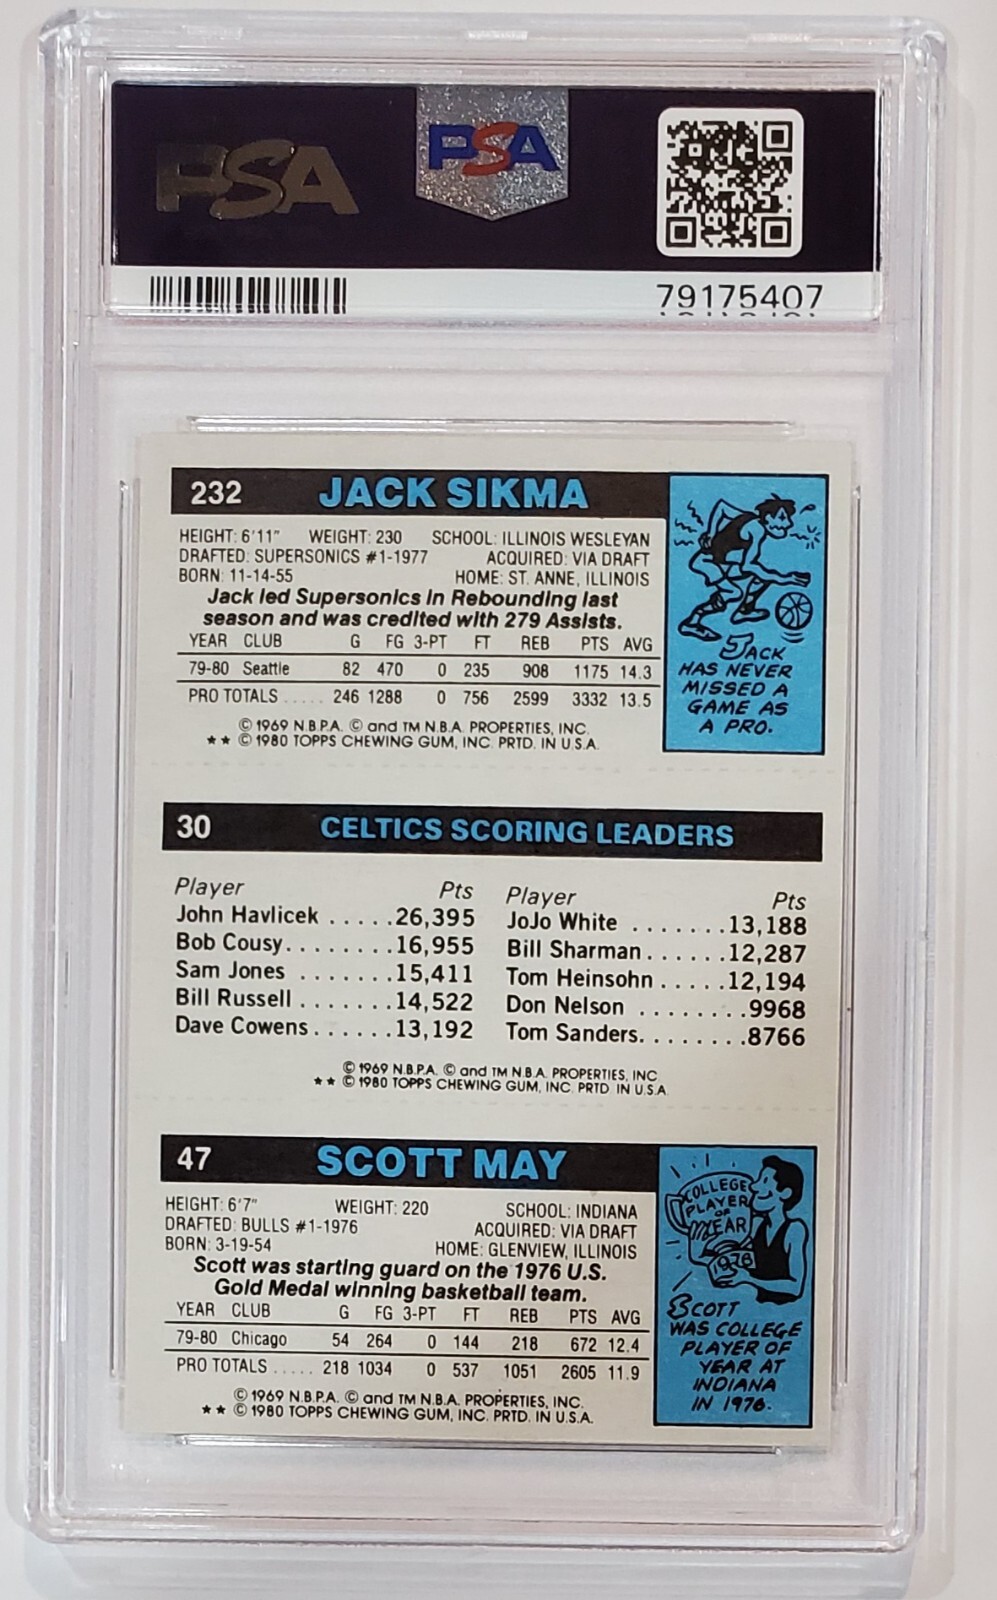 PSA
PSA
79175407
232 JACK SIKMA
HEIGHT: 6'11" WEIGHT: 230 SCHOOL: ILLINOIS WESLEYAN
DRAFTED: SUPERSONICS #1-1977 ACQUIRED: VIA DRAFT
BORN: 11-14-55 HOME: ST. ANNE, ILLINOIS
Jack led Supersonics in Rebounding last
season and was credited with 279 Assists.
YEAR CLUB G FG 3-PT FT REB PTS AVG
79-80 Seattle 82 470 0 235 908 1175 14.3
PRO TOTALS ..... 246 1288 0 756 2599 3332 13.5
© 1969 N.B.P.A. © and TM N.B.A. PROPERTIES, INC.
★★ © 1980 TOPPS CHEWING GUM, INC. PRTD. IN U.S.A.
JACK
HAS NEVER
MISSED A
GAME AS
A PRO.
30 CELTICS SCORING LEADERS
Player Pts
John Havlicek .....26,395
Bob Cousy........16,955
Sam Jones .......15,411
Bill Russell .......14,522
Dave Cowens......13,192
Player Pts
JoJo White .......13,188
Bill Sharman......12,287
Tom Heinsohn .....12,194
Don Nelson ........9968
Tom Sanders........8766
© 1969 N.B.P.A. © and TM N.B.A. PROPERTIES, INC
★★ © 1980 TOPPS CHEWING GUM, INC. PRTD IN U.S.A.
47 SCOTT MAY
HEIGHT: 6'7" WEIGHT: 220 SCHOOL: INDIANA
DRAFTED: BULLS #1-1976 ACQUIRED: VIA DRAFT
BORN: 3-19-54 HOME: GLENVIEW, ILLINOIS
Scott was starting guard on the 1976 U.S.
Gold Medal winning basketball team.
YEAR CLUB G FG 3-PT FT REB PTS AVG
79-80 Chicago 54 264 0 144 218 672 12.4
PRO TOTALS ..... 218 1034 0 537 1051 2605 11.9
© 1969 N.B.P.A. © and TM N.B.A. PROPERTIES, INC.
★★ © 1980 TOPPS CHEWING GUM, INC. PRTD. IN U.S.A.
COLLEGE
PLAYER
OF
YEAR
1976
SCOTT
WAS COLLEGE
PLAYER OF
YEAR AT
INDIANA
IN 1976.